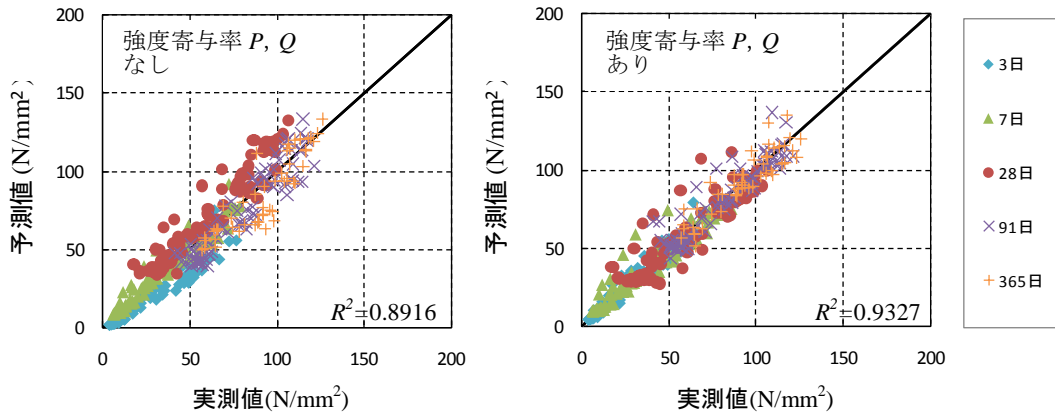 強度寄与率 P, Q
なし
予測値 (N/mm²)
200
150
100
50
0
R²=0.8916
0 50 100 150 200
実測値(N/mm²)
強度寄与率 P, Q
あり
予測値 (N/mm²)
200
150
100
50
0
R²=0.9327
0 50 100 150 200
実測値(N/mm²)
3日
7日
28日
91日
365日